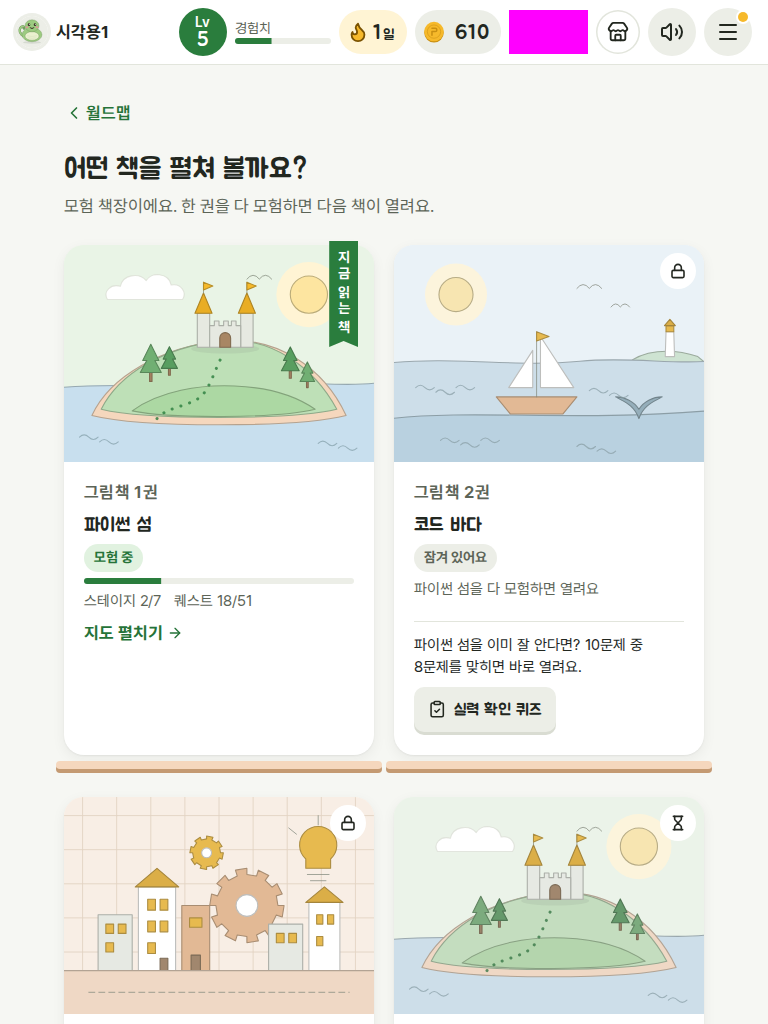 시각용1
Lv
5
경험치
1일
610
월드맵
어떤 책을 펼쳐 볼까요?
모험 책장이에요. 한 권을 다 모험하면 다음 책이 열려요.
지금 읽는 책
그림책 1권
파이썬 섬
모험 중
스테이지 2/7 퀘스트 18/51
지도 펼치기 →
그림책 2권
코드 바다
잠겨 있어요
파이썬 섬을 다 모험하면 열려요
파이썬 섬을 이미 잘 안다면? 10문제 중
8문제를 맞히면 바로 열려요.
실력 확인 퀴즈